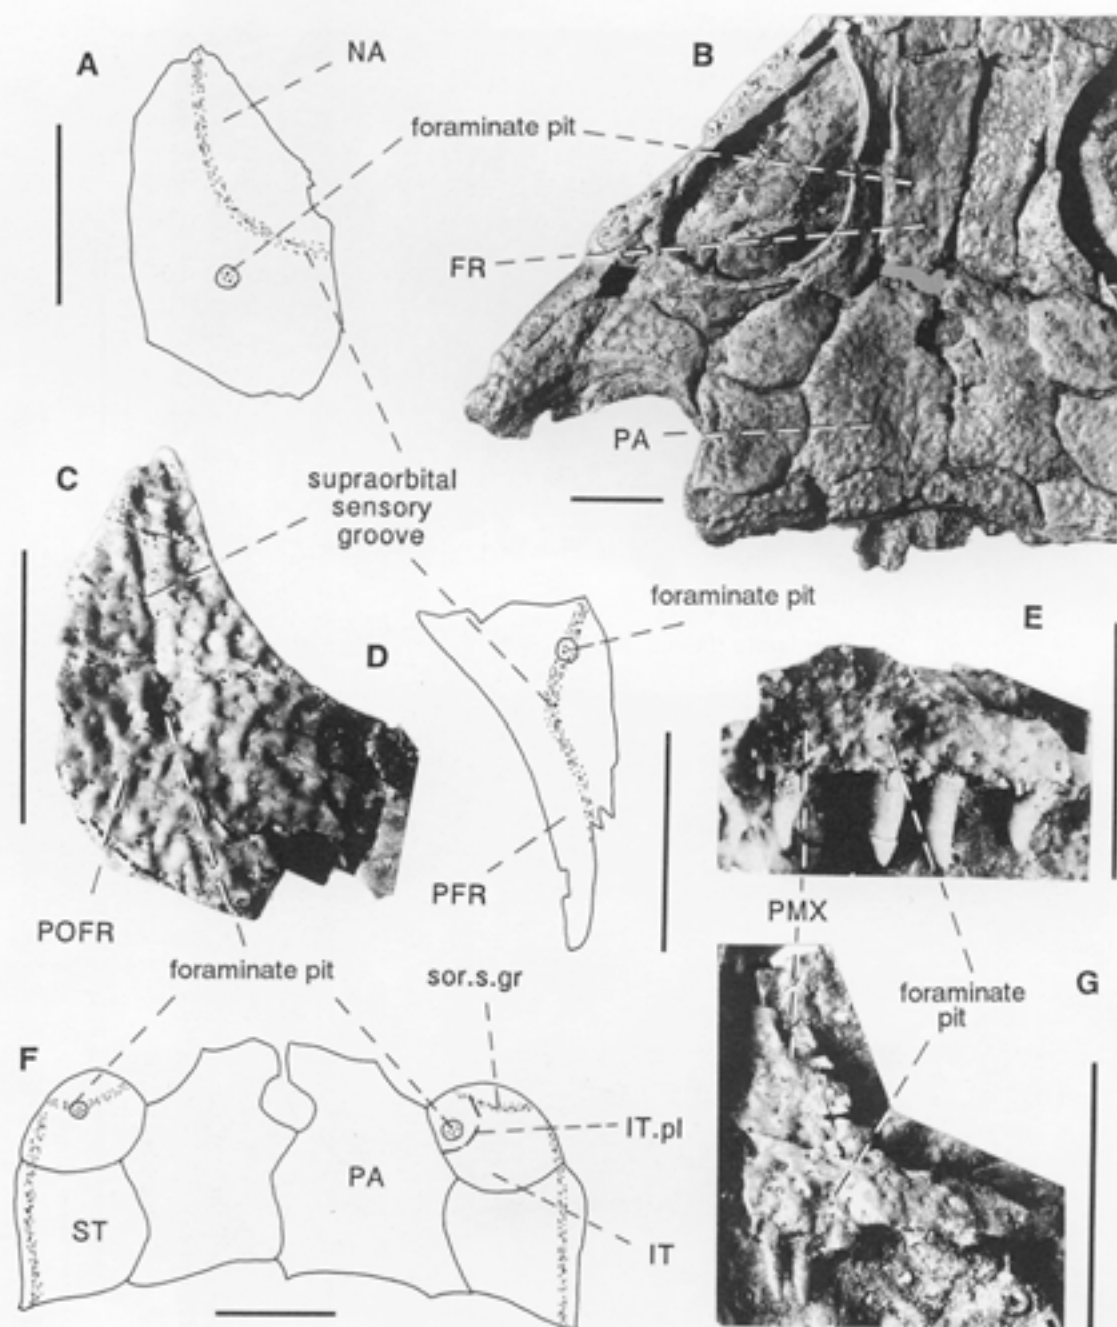 A
NA
B
foraminate pit
FR
PA
C
supraorbital
sensory
groove
D
foraminate pit
E
POFR
PFR
PMX
foraminate pit
sor.s.gr
foraminate
pit
G
F
IT.pl
PA
ST
IT